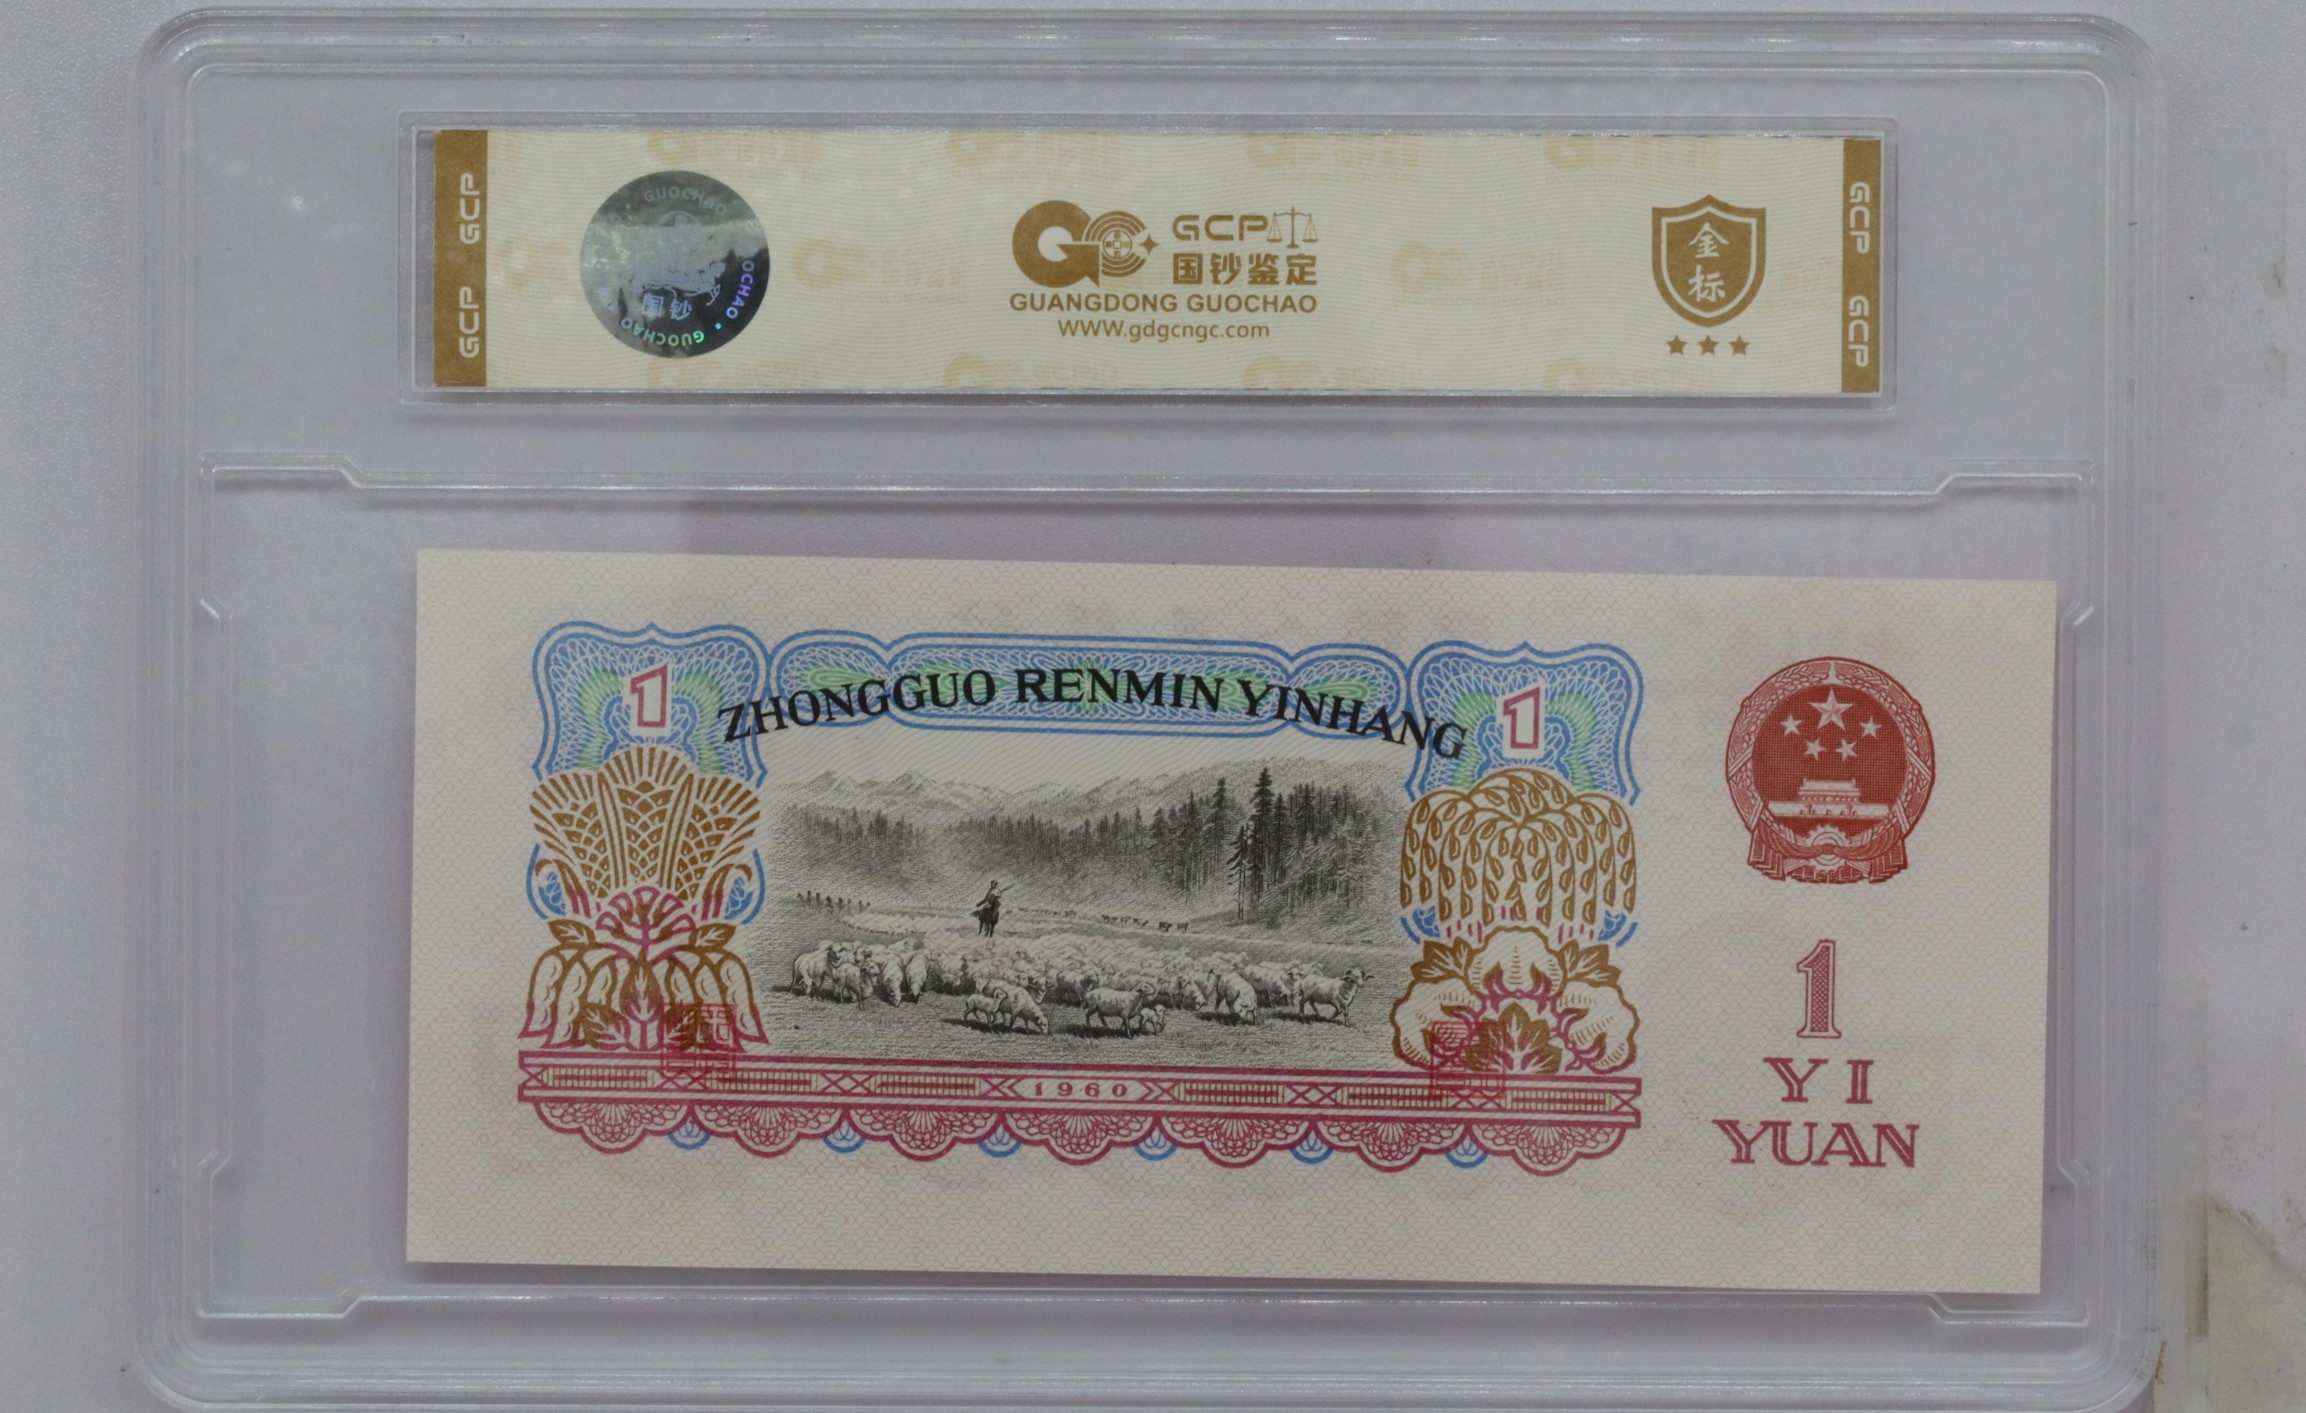 GCP GCP
GUOCHAO
GUOCHAO
国钞
GCP
国钞鉴定
GUANGDONG GUOCHAO
WWW.gdgcngc.com
金
标
GCP GCP
1
ZHONGGUO RENMIN YINHANG
1
1960
1
YI
YUAN